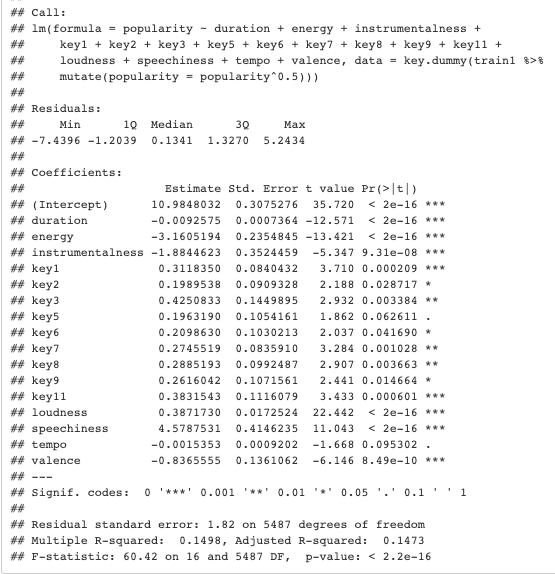 ## Call:
## lm(formula = popularity ~ duration + energy + instrumentalness +
##     key1 + key2 + key3 + key5 + key6 + key7 + key8 + key9 + key11 +
##     loudness + speechiness + tempo + valence, data = key.dummy(train1 %>%
##     mutate(popularity = popularity^0.5)))
##
## Residuals:
##     Min      1Q  Median      3Q     Max
## -7.4396 -1.2039  0.1341  1.3270  5.2434
##
## Coefficients:
##                    Estimate Std. Error t value Pr(>|t|)
## (Intercept)      10.9848032  0.3075276  35.720  < 2e-16 ***
## duration         -0.0092575  0.0007364 -12.571  < 2e-16 ***
## energy           -3.1605194  0.2354845 -13.421  < 2e-16 ***
## instrumentalness -1.8844623  0.3524459  -5.347 9.31e-08 ***
## key1              0.3118350  0.0840432   3.710 0.000209 ***
## key2              0.1989538  0.0909328   2.188 0.028717 *
## key3              0.4250833  0.1449895   2.932 0.003384 **
## key5              0.1963190  0.1054161   1.862 0.062611 .
## key6              0.2098630  0.1030213   2.037 0.041690 *
## key7              0.2745519  0.0835910   3.284 0.001028 **
## key8              0.2885193  0.0992487   2.907 0.003663 **
## key9              0.2616042  0.1071561   2.441 0.014664 *
## key11             0.3831543  0.1116079   3.433 0.000601 ***
## loudness          0.3871730  0.0172524  22.442  < 2e-16 ***
## speechiness       4.5787531  0.4146235  11.043  < 2e-16 ***
## tempo            -0.0015353  0.0009202  -1.668 0.095302 .
## valence          -0.8365555  0.1361062  -6.146 8.49e-10 ***
## ---
## Signif. codes:  0 '***' 0.001 '**' 0.01 '*' 0.05 '.' 0.1 ' ' 1
##
## Residual standard error: 1.82 on 5487 degrees of freedom
## Multiple R-squared:  0.1498, Adjusted R-squared:  0.1473
## F-statistic: 60.42 on 16 and 5487 DF,  p-value: < 2.2e-16